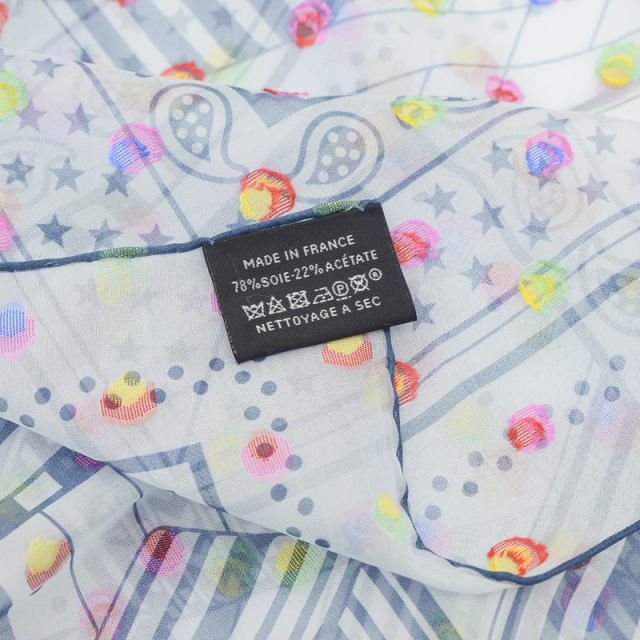 MADE IN FRANCE
78%SOIE-22% ACÉTATE
NETTOYAGE A SEC